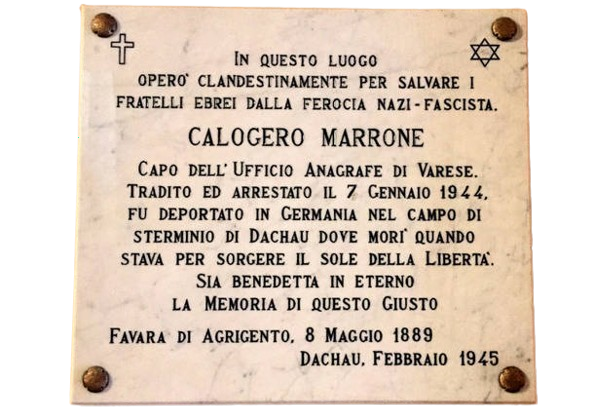 IN QUESTO LUOGO
OPERO' CLANDESTINAMENTE PER SALVARE I
FRATELLI EBREI DALLA FEROCIA NAZI-FASCISTA.
CALOGERO MARRONE
CAPO DELL'UFFICIO ANAGRAFE DI VARESE.
TRADITO ED ARRESTATO IL 7 GENNAIO 1944,
FU DEPORTATO IN GERMANIA NEL CAMPO DI
STERMINIO DI DACHAU DOVE MORI' QUANDO
STAVA PER SORGERE IL SOLE DELLA LIBERTA'.
SIA BENEDETTA IN ETERNO
LA MEMORIA DI QUESTO GIUSTO
FAVARA DI AGRIGENTO, 8 MAGGIO 1889
DACHAU, FEBBRAIO 1945